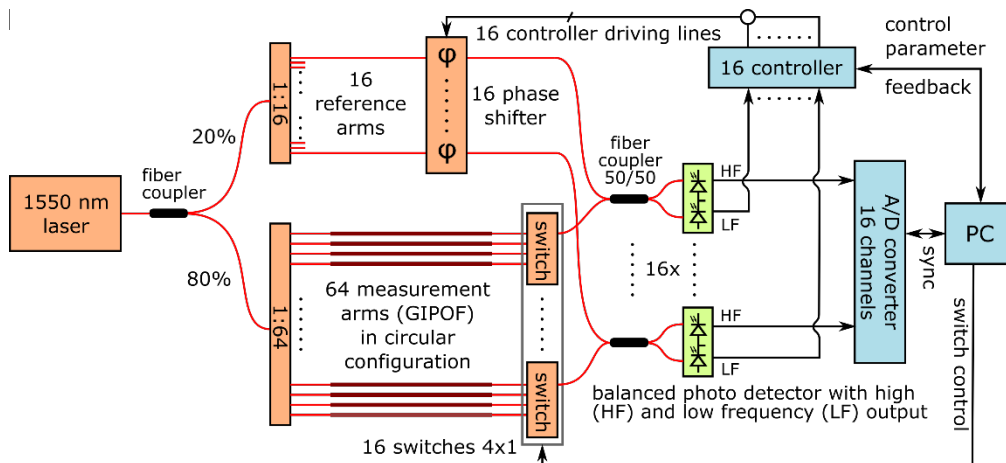 16 controller driving lines
control
parameter
feedback
16 controller
1:16
16
reference
arms
φ
φ
16 phase
shifter
20%
fiber
coupler
1550 nm
laser
80%
fiber
coupler
50/50
HF
LF
16x
HF
LF
A/D converter
16 channels
sync
PC
switch control
1:64
64 measurement
arms (GIPOF)
in circular
configuration
switch
switch
balanced photo detector with high
(HF) and low frequency (LF) output
16 switches 4x1